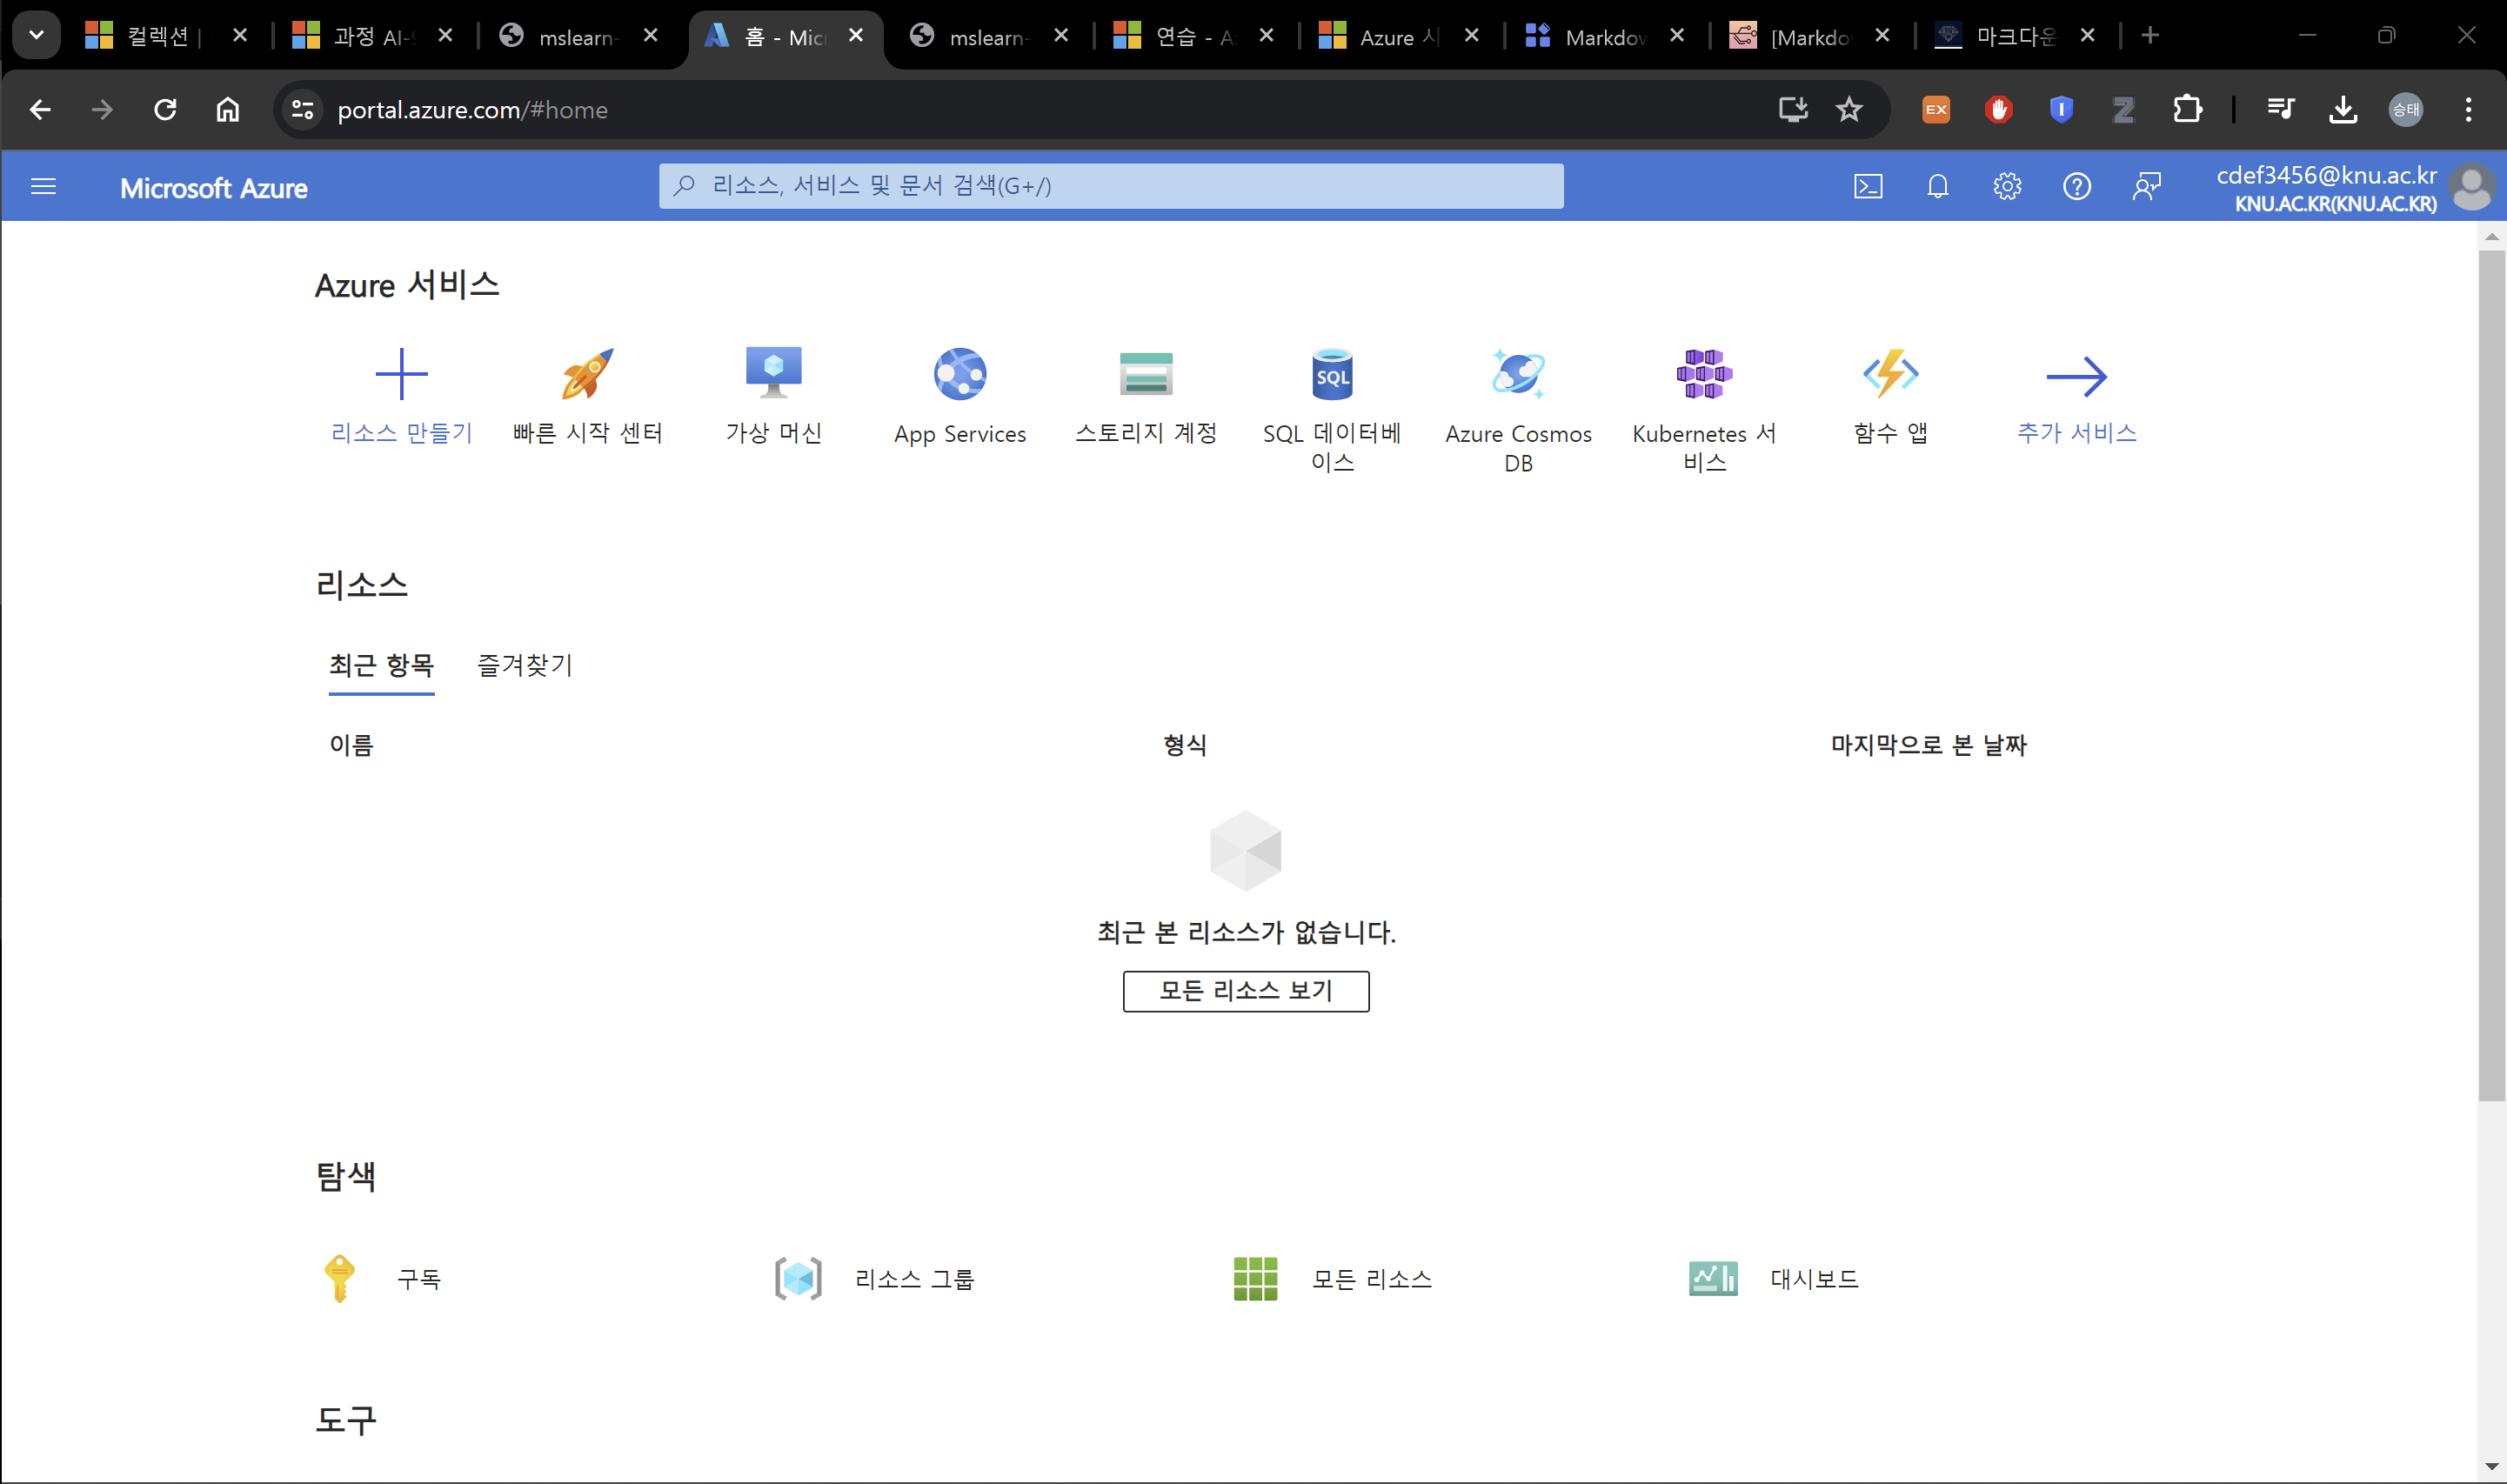 컬렉션 |
과정 AI-
mslearn-
홈 - Mic
mslearn-
연습 - A
Azure 시
Markdow
[Markdo
마크다운
portal.azure.com/#home
EX
승태
Microsoft Azure
리소스, 서비스 및 문서 검색(G+/)
cdef3456@knu.ac.kr
KNU.AC.KR(KNU.AC.KR)
Azure 서비스
리소스 만들기
빠른 시작 센터
가상 머신
App Services
스토리지 계정
SQL
SQL 데이터베
이스
Azure Cosmos
DB
Kubernetes 서
비스
함수 앱
추가 서비스
리소스
최근 항목
즐겨찾기
이름
형식
마지막으로 본 날짜
최근 본 리소스가 없습니다.
모든 리소스 보기
탐색
구독
리소스 그룹
모든 리소스
대시보드
도구